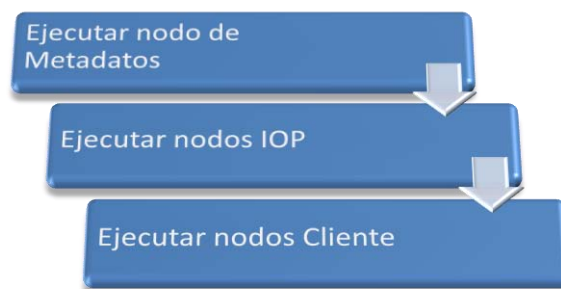 Ejecutar nodo de
Metadatos
Ejecutar nodos IOP
Ejecutar nodos Cliente